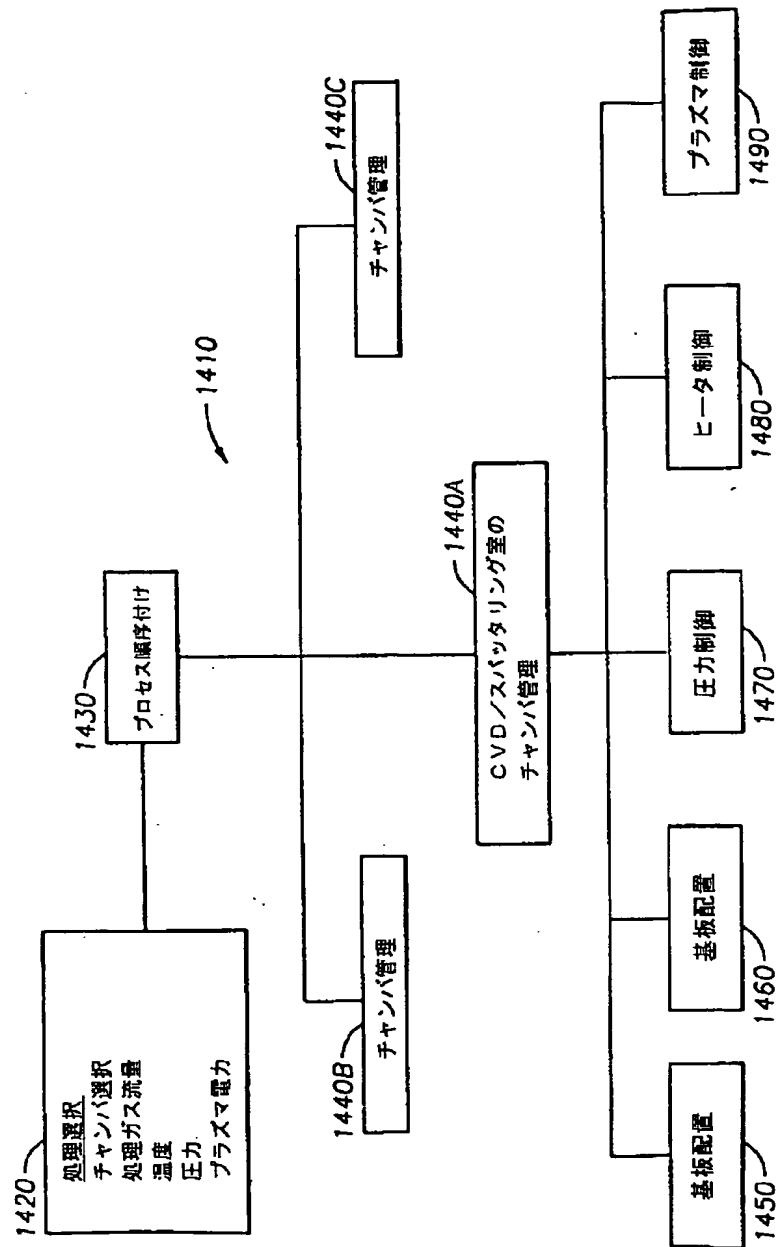 1420
処理選択
チャンバ選択
処理ガス流量
温度
圧力
プラズマ電力
1430
プロセス順序付け
1410
1440B
チャンバ管理
1440C
チャンバ管理
1440A
CVD/スパッタリング室の
チャンバ管理
基板配置
1450
基板配置
1460
圧力制御
1470
ヒータ制御
1480
プラズマ制御
1490